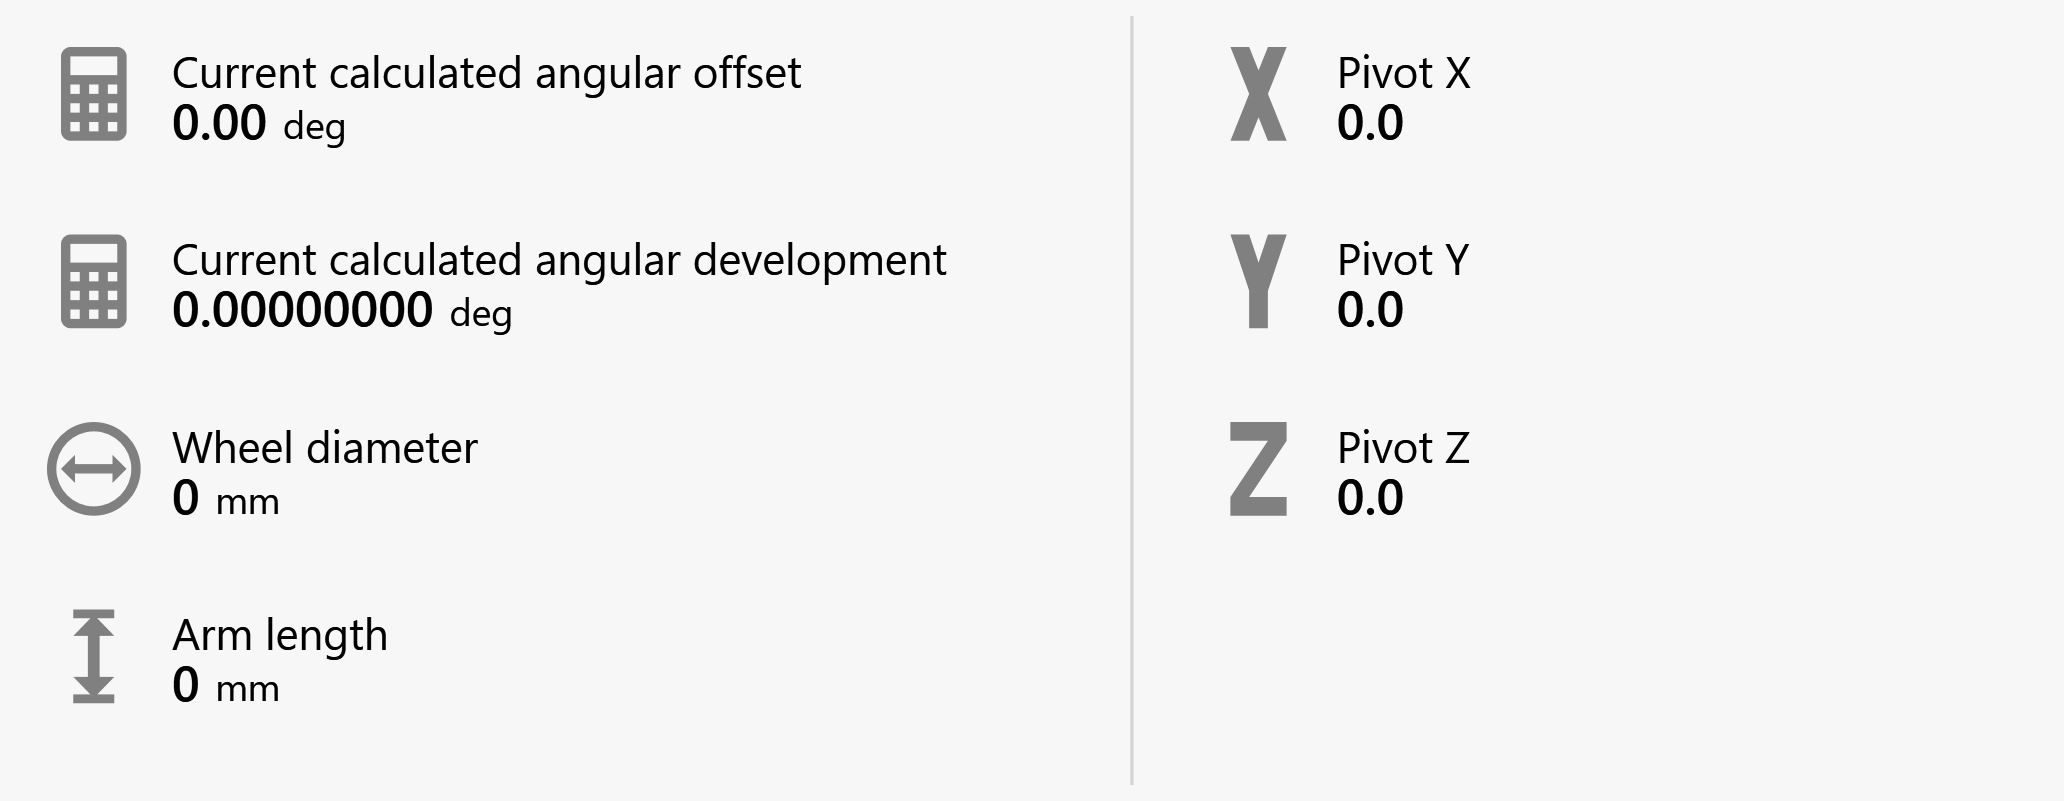 Current calculated angular offset
0.00 deg
Current calculated angular development
0.00000000 deg
Wheel diameter
0 mm
Arm length
0 mm
X
Pivot X
0.0
Y
Pivot Y
0.0
Z
Pivot Z
0.0